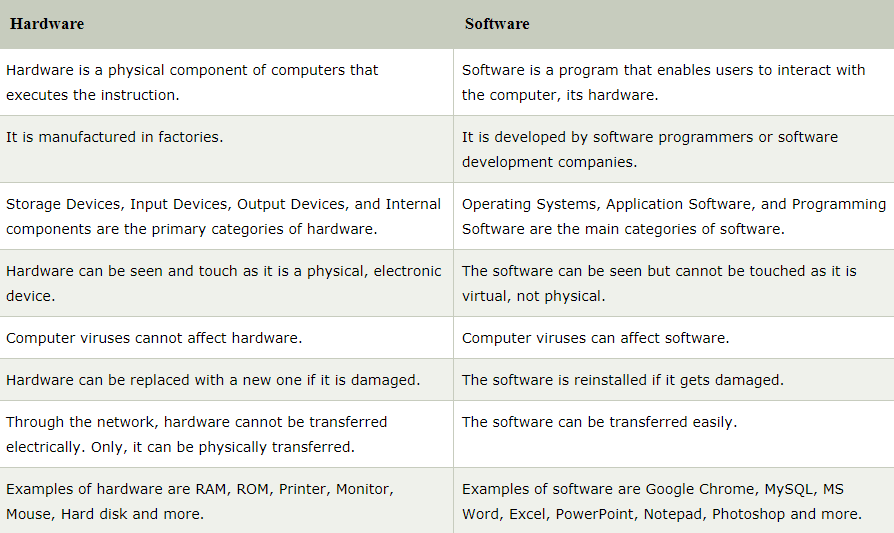 Hardware
Software
Hardware is a physical component of computers that
executes the instruction.
Software is a program that enables users to interact with
the computer, its hardware.
It is manufactured in factories.
It is developed by software programmers or software
development companies.
Storage Devices, Input Devices, Output Devices, and Internal
components are the primary categories of hardware.
Operating Systems, Application Software, and Programming
Software are the main categories of software.
Hardware can be seen and touch as it is a physical, electronic
device.
The software can be seen but cannot be touched as it is
virtual, not physical.
Computer viruses cannot affect hardware.
Computer viruses can affect software.
Hardware can be replaced with a new one if it is damaged.
The software is reinstalled if it gets damaged.
Through the network, hardware cannot be transferred
electrically. Only, it can be physically transferred.
The software can be transferred easily.
Examples of hardware are RAM, ROM, Printer, Monitor,
Mouse, Hard disk and more.
Examples of software are Google Chrome, MySQL, MS
Word, Excel, PowerPoint, Notepad, Photoshop and more.